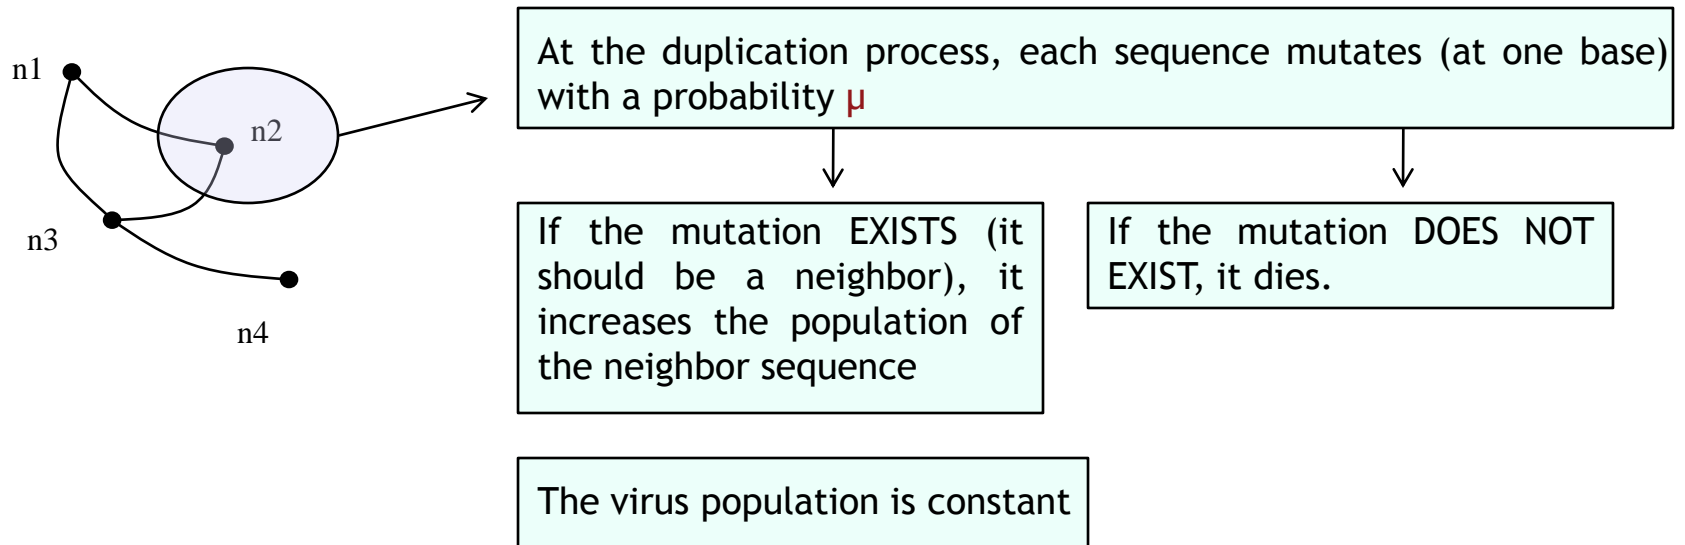 n1
n2
n3
n4
At the duplication process, each sequence mutates (at one base)
with a probability µ
If the mutation EXISTS (it
should be a neighbor), it
increases the population of
the neighbor sequence
If the mutation DOES NOT
EXIST, it dies.
The virus population is constant